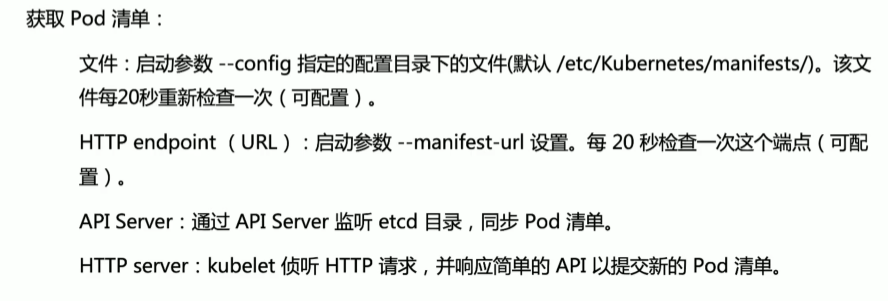 获取 Pod 清单：
文件：启动参数 --config 指定的配置目录下的文件(默认 /etc/Kubernetes/manifests/)。该文
件每20秒重新检查一次（可配置）。
HTTP endpoint （URL）：启动参数 --manifest-url 设置。每 20 秒检查一次这个端点（可配
置）。
API Server：通过 API Server 监听 etcd 目录，同步 Pod 清单。
HTTP server：kubelet 侦听 HTTP 请求，并响应简单的 API 以提交新的 Pod 清单。